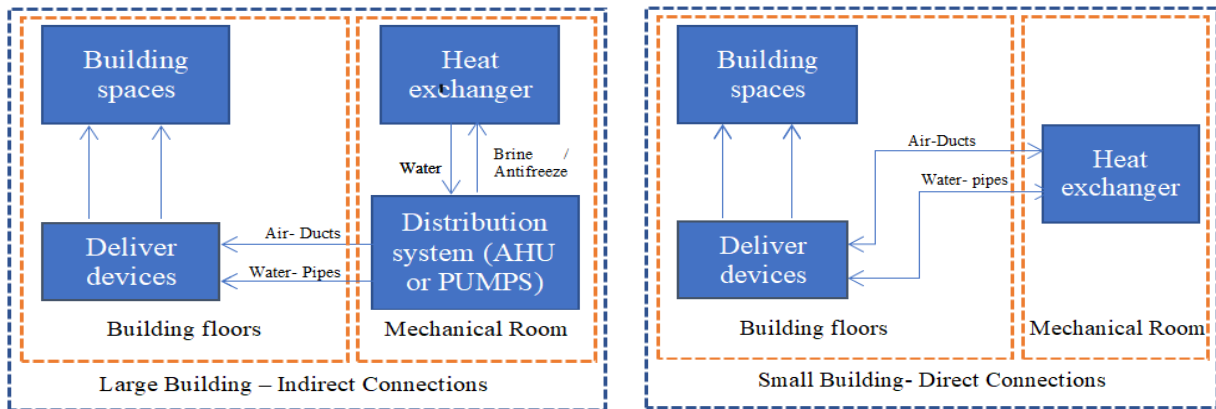 Building
spaces
Heat
exchanger
Water
Brine /
Antifreeze
Deliver
devices
Air- Ducts
Water- Pipes
Distribution
system (AHU
or PUMPS)
Building floors
Mechanical Room
Large Building – Indirect Connections
Building
spaces
Air-Ducts
Water- pipes
Heat
exchanger
Deliver
devices
Building floors
Mechanical Room
Small Building- Direct Connections